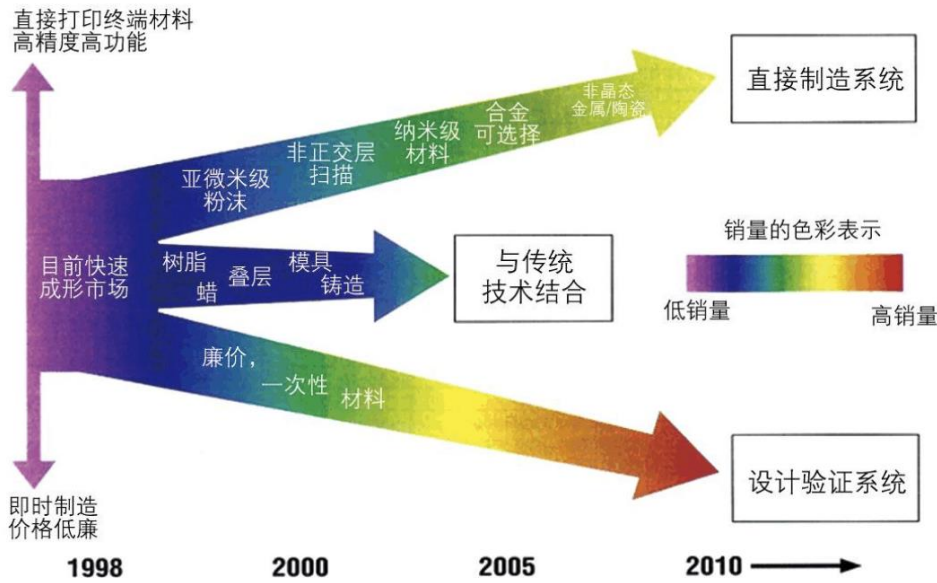 直接打印终端材料
高精度高功能
直接制造系统
非晶态
金属/陶瓷
合金
可选择
纳米级
材料
非正交层
扫描
亚微米级
粉沫
目前快速
成形市场
树脂
蜡
叠层
模具
铸造
与传统
技术结合
销量的色彩表示
低销量
高销量
廉价，
一次性
材料
设计验证系统
即时制造
价格低廉
1998
2000
2005
2010